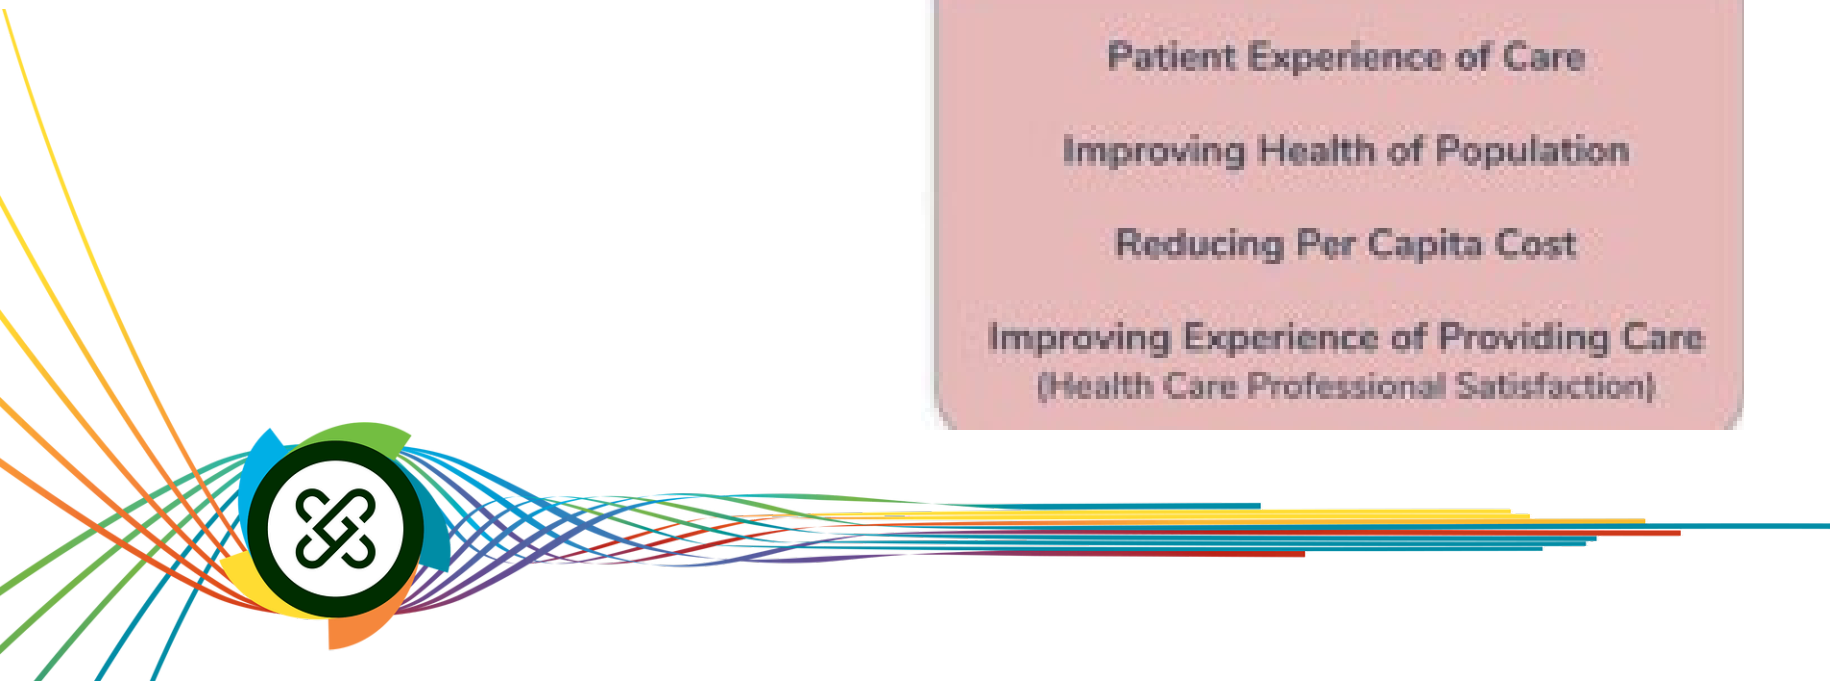 Patient Experience of Care
Improving Health of Population
Reducing Per Capita Cost
Improving Experience of Providing Care
(Health Care Professional Satisfaction)